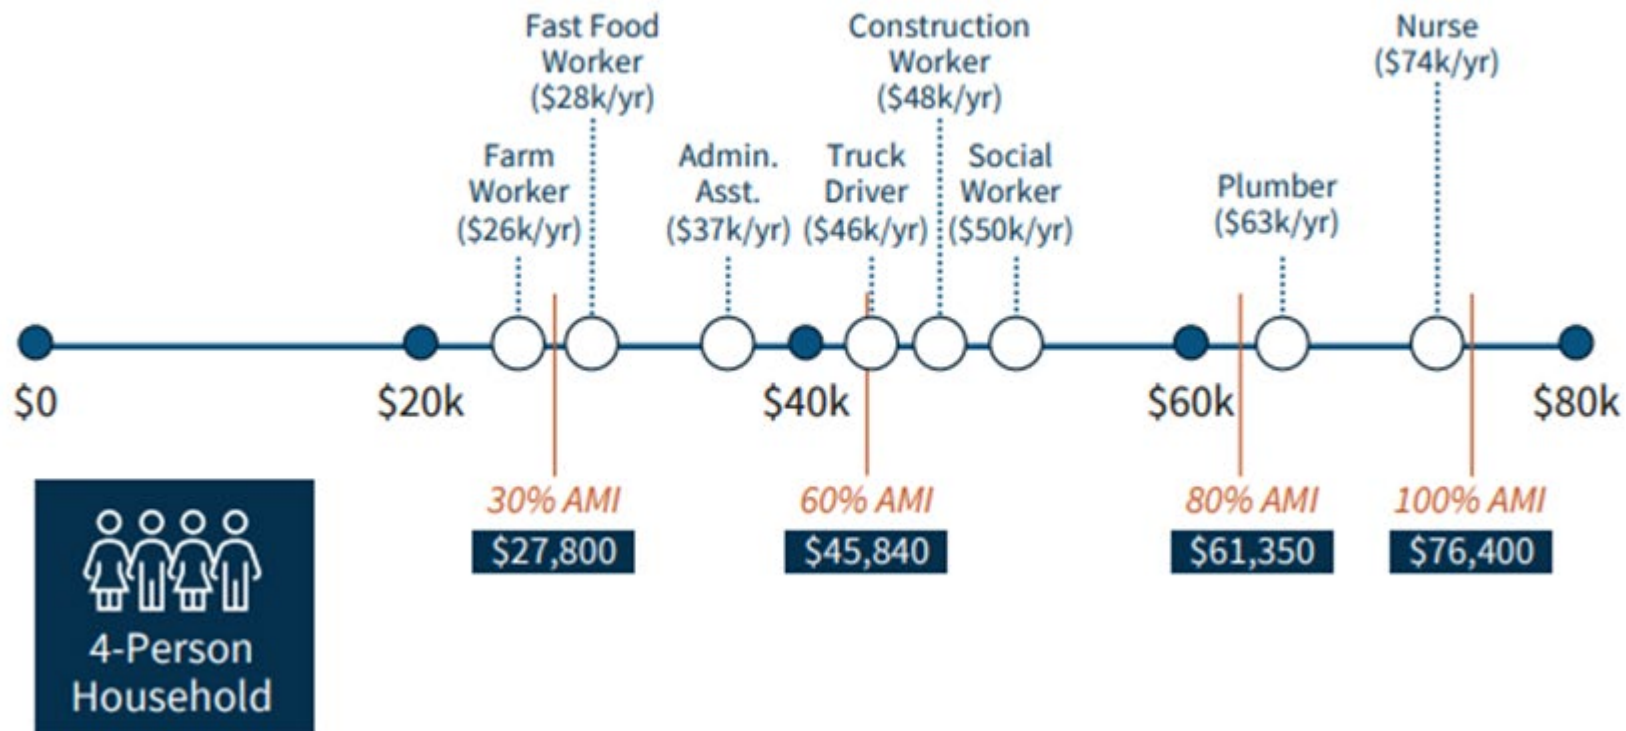 Fast Food
Worker
($28k/yr)
Construction
Worker
($48k/yr)
Nurse
($74k/yr)
Farm
Worker
($26k/yr)
Admin.
Asst.
($37k/yr)
Truck
Driver
($46k/yr)
Social
Worker
($50k/yr)
Plumber
($63k/yr)
$0
$20k
$40k
$60k
$80k
30% AMI
$27,800
60% AMI
$45,840
80% AMI
$61,350
100% AMI
$76,400
4-Person
Household